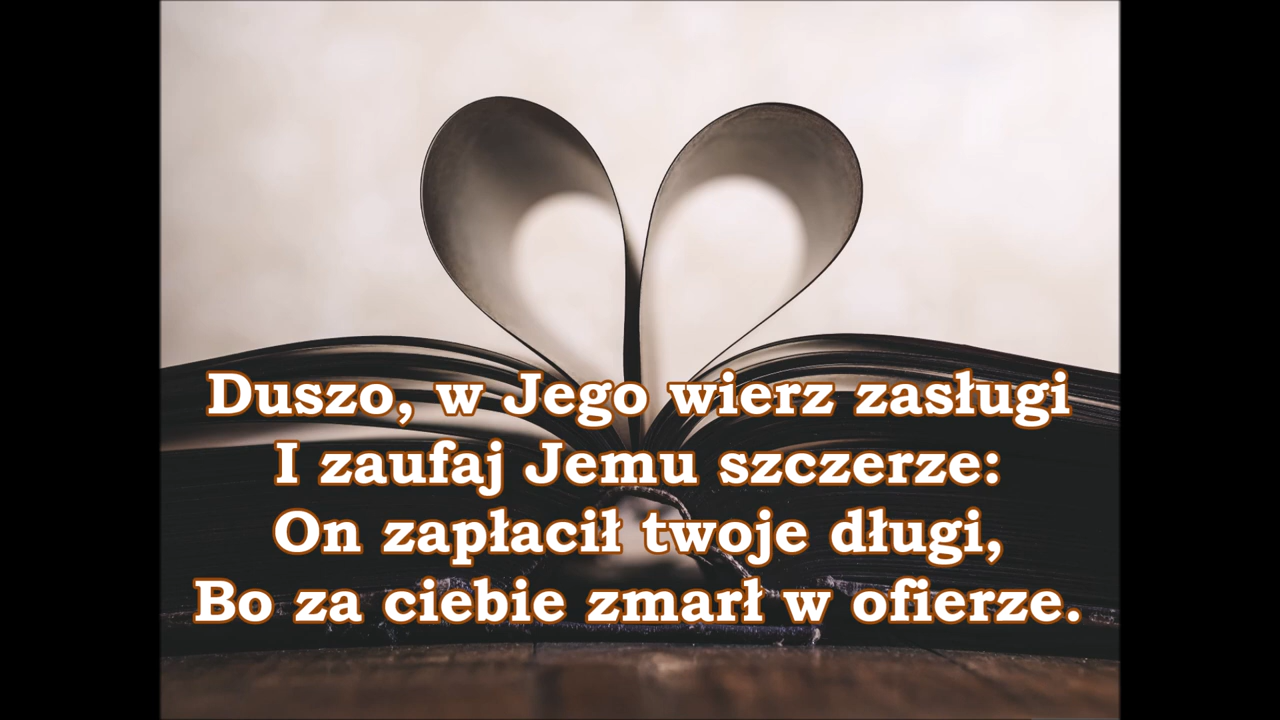 Duszo, w Jego wierz zasługi
I zaufaj Jemu szczerze:
On zapłacił twoje długi,
Bo za ciebie zmarł w ofierze.